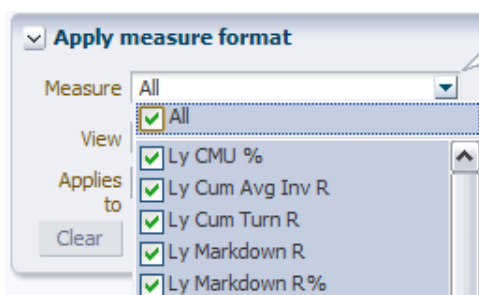 Apply measure format
Measure All
All
View
Ly CMU %
Ly Cum Avg Inv R
Applies to
Ly Cum Turn R
Clear
Ly Markdown R
Ly Markdown R%